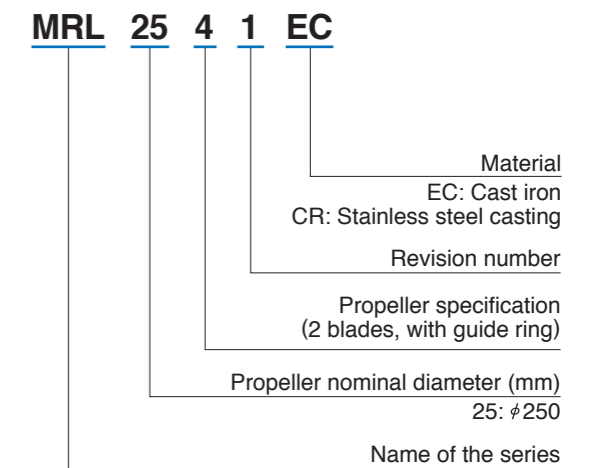 MRL 25 4 1 EC
Material
EC: Cast iron
CR: Stainless steel casting
Revision number
Propeller specification
(2 blades, with guide ring)
Propeller nominal diameter (mm)
25: ⌀250
Name of the series